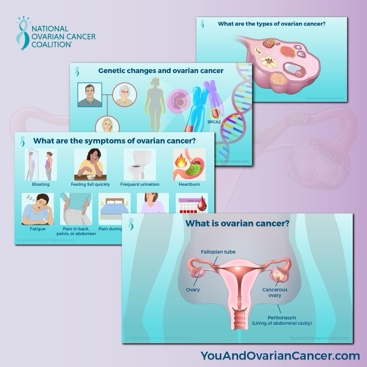 NATIONAL
OVARIAN CANCER
COALITION
What are the types of ovarian cancer?
Genetic changes and ovarian cancer
BRCA2
What are the symptoms of ovarian cancer?
Bloating
Feeling full quickly
Frequent urination
Heartburn
Fatigue
Pain in back,
pelvis or abdomen
Pain during
What is ovarian cancer?
Fallopian tube
Ovary
Cancerous
ovary
Peritoneum
(Lining of abdominal cavity)
YouAndOvarianCancer.com